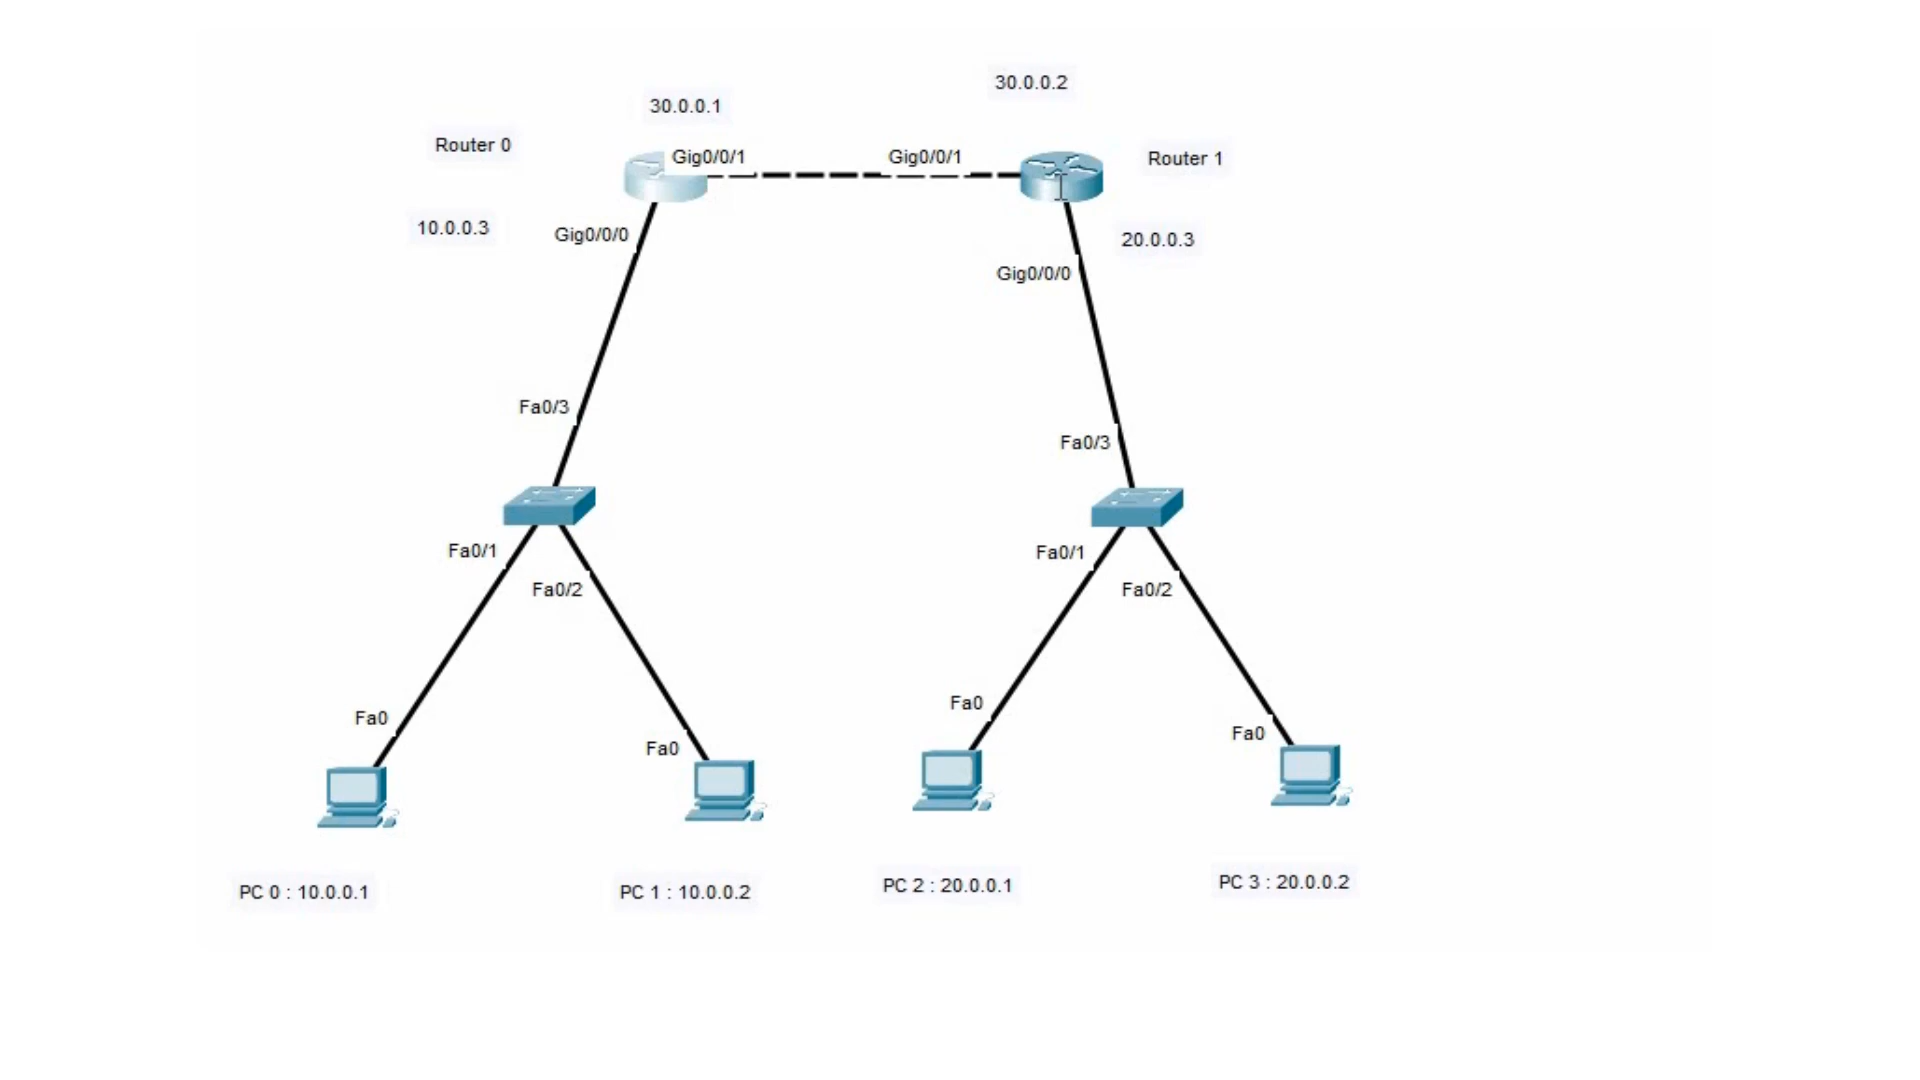 30.0.0.2
30.0.0.1
Router 0
Gig0/0/1
Gig0/0/1
Router 1
10.0.0.3
Gig0/0/0
20.0.0.3
Gig0/0/0
Fa0/3
Fa0/3
Fa0/1
Fa0/1
Fa0/2
Fa0/2
Fa0
Fa0
Fa0
Fa0
PC 0 : 10.0.0.1
PC 1 : 10.0.0.2
PC 2 : 20.0.0.1
PC 3 : 20.0.0.2